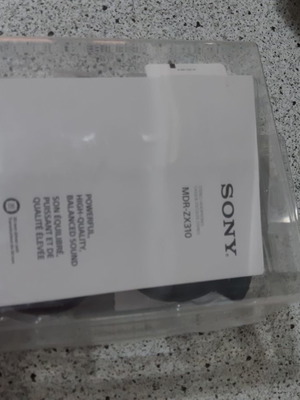 SONY
MDR-ZX310
POWERFUL,
HIGH-QUALITY,
BALANCED SOUND
SON ÉQUILIBRÉ,
PUISSANT ET DE
QUALITÉ ÉLEVÉE